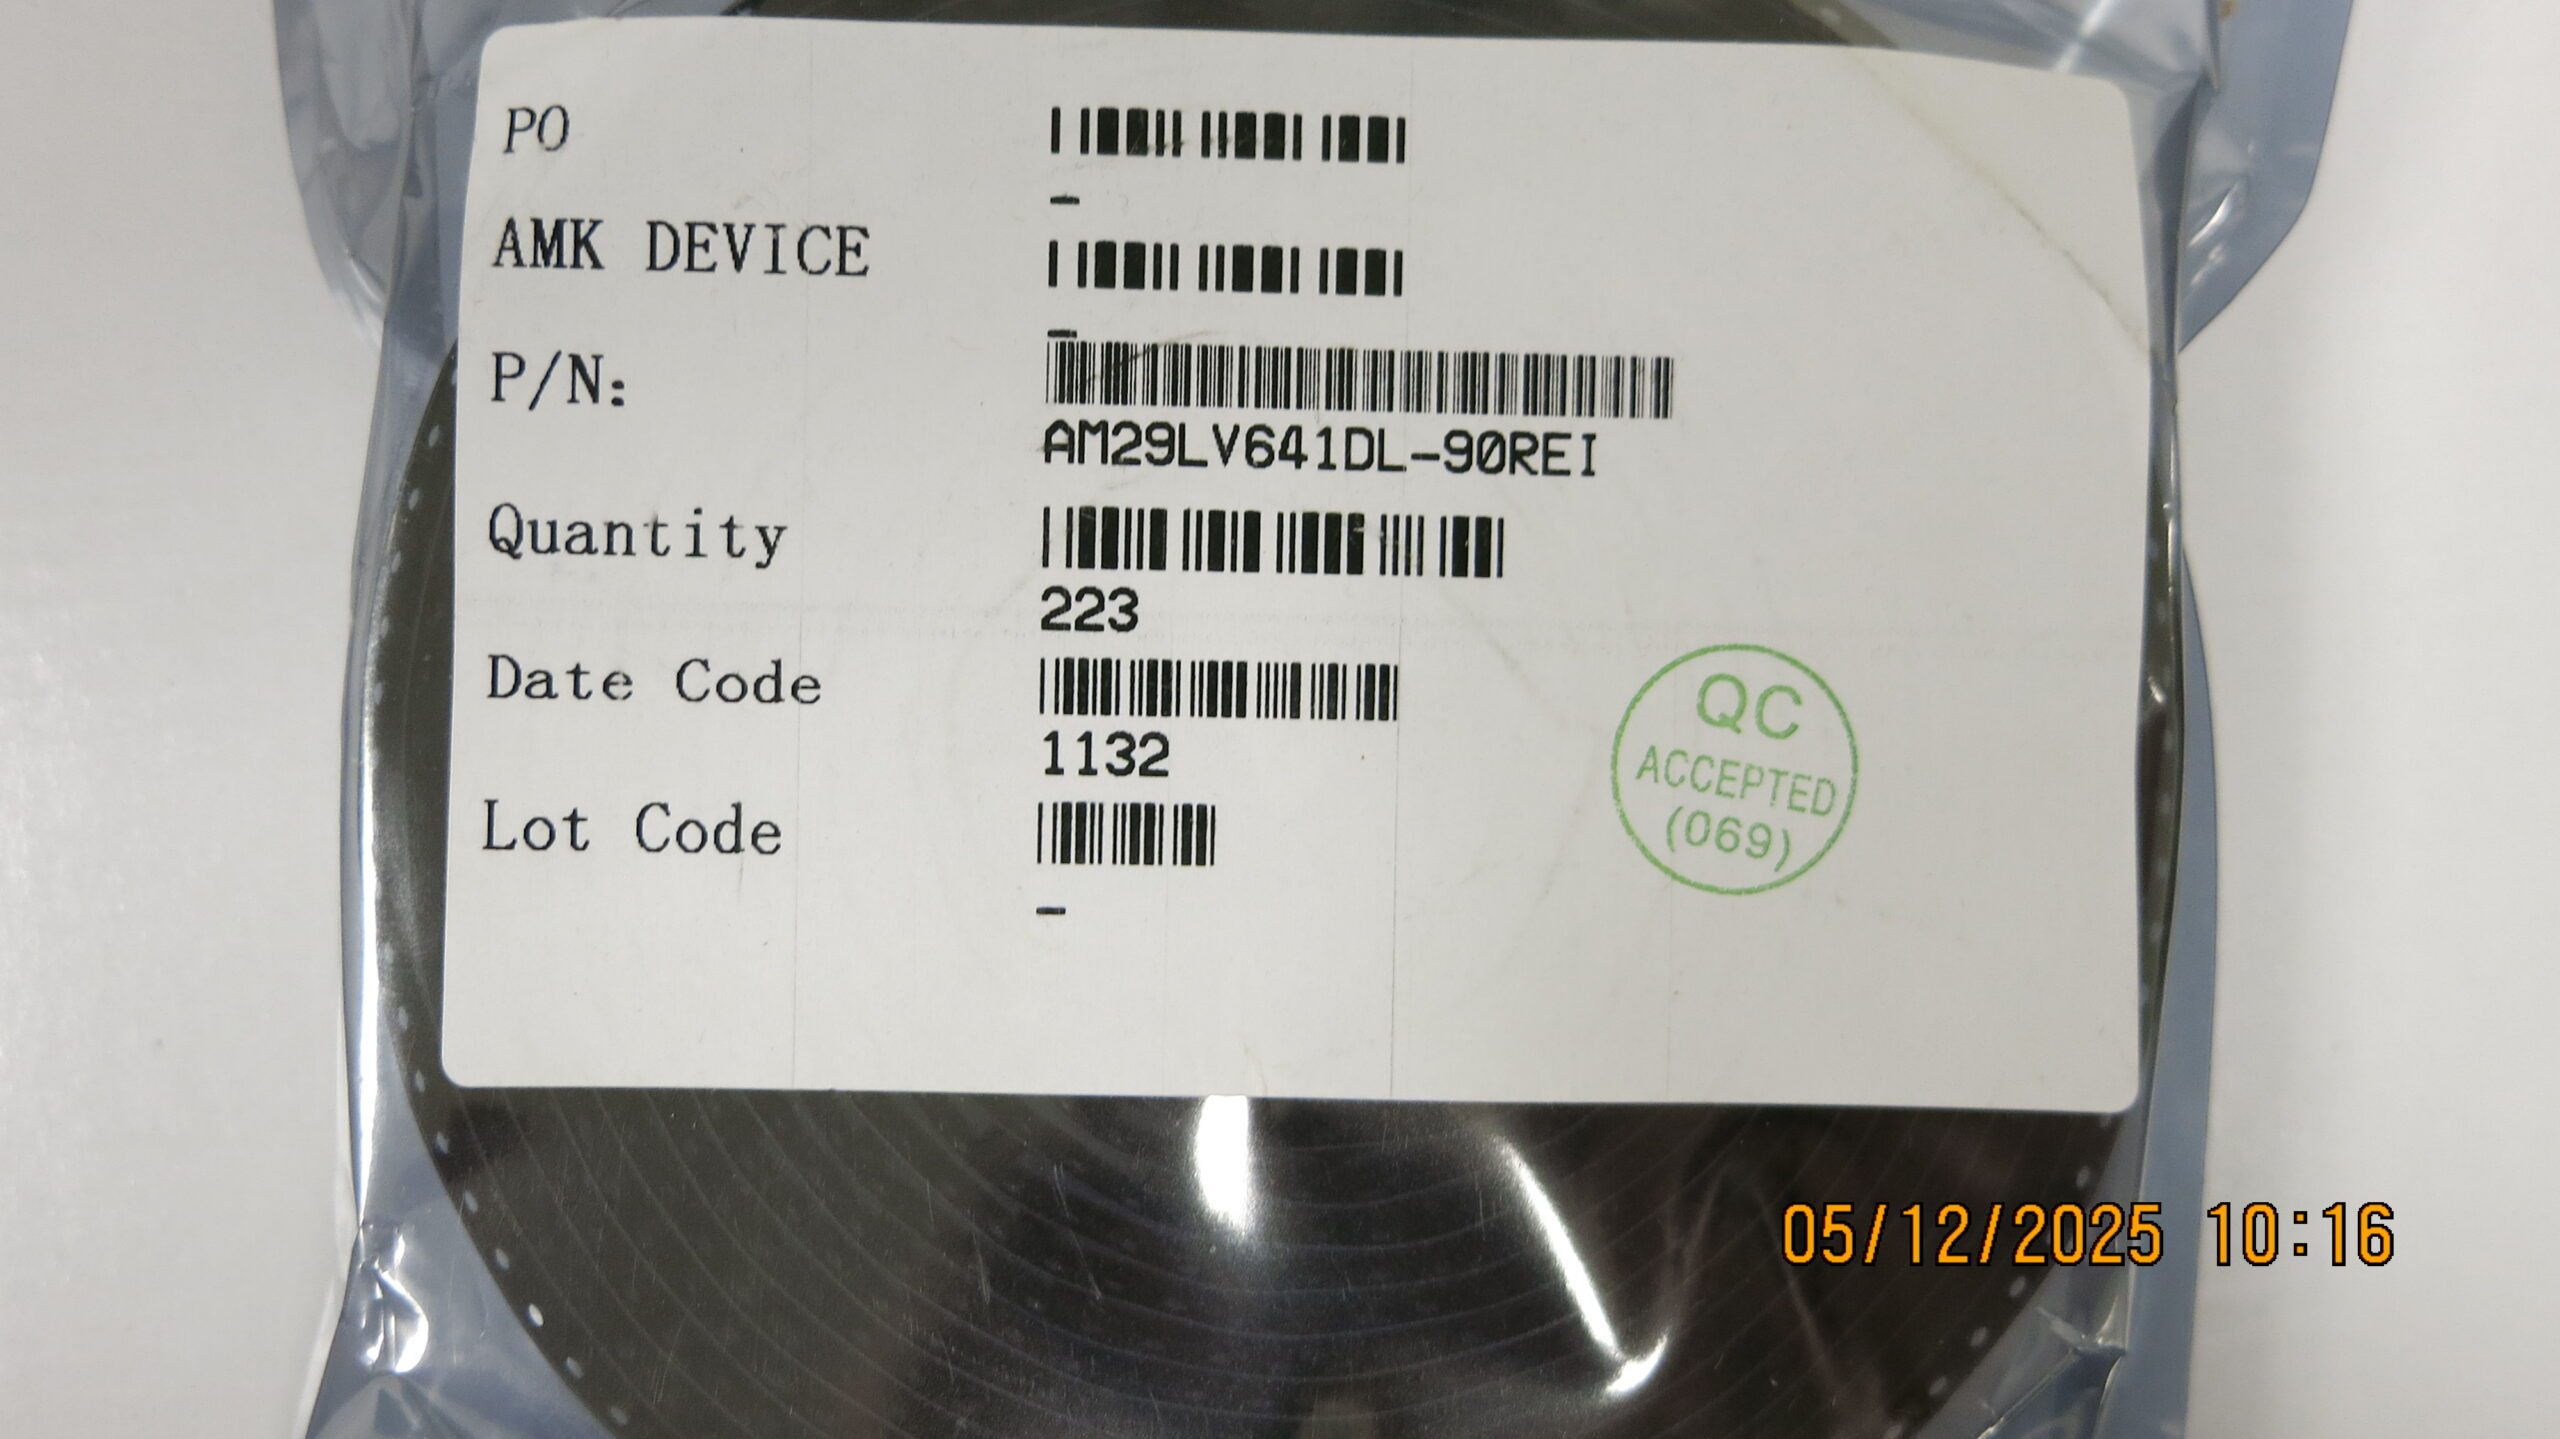 PO
-
AMK DEVICE
-
P/N:
AM29LV641DL-90REI
Quantity
223
Date Code
1132
Lot Code
-
QC
ACCEPTED
(069)
05/12/2025 10:16